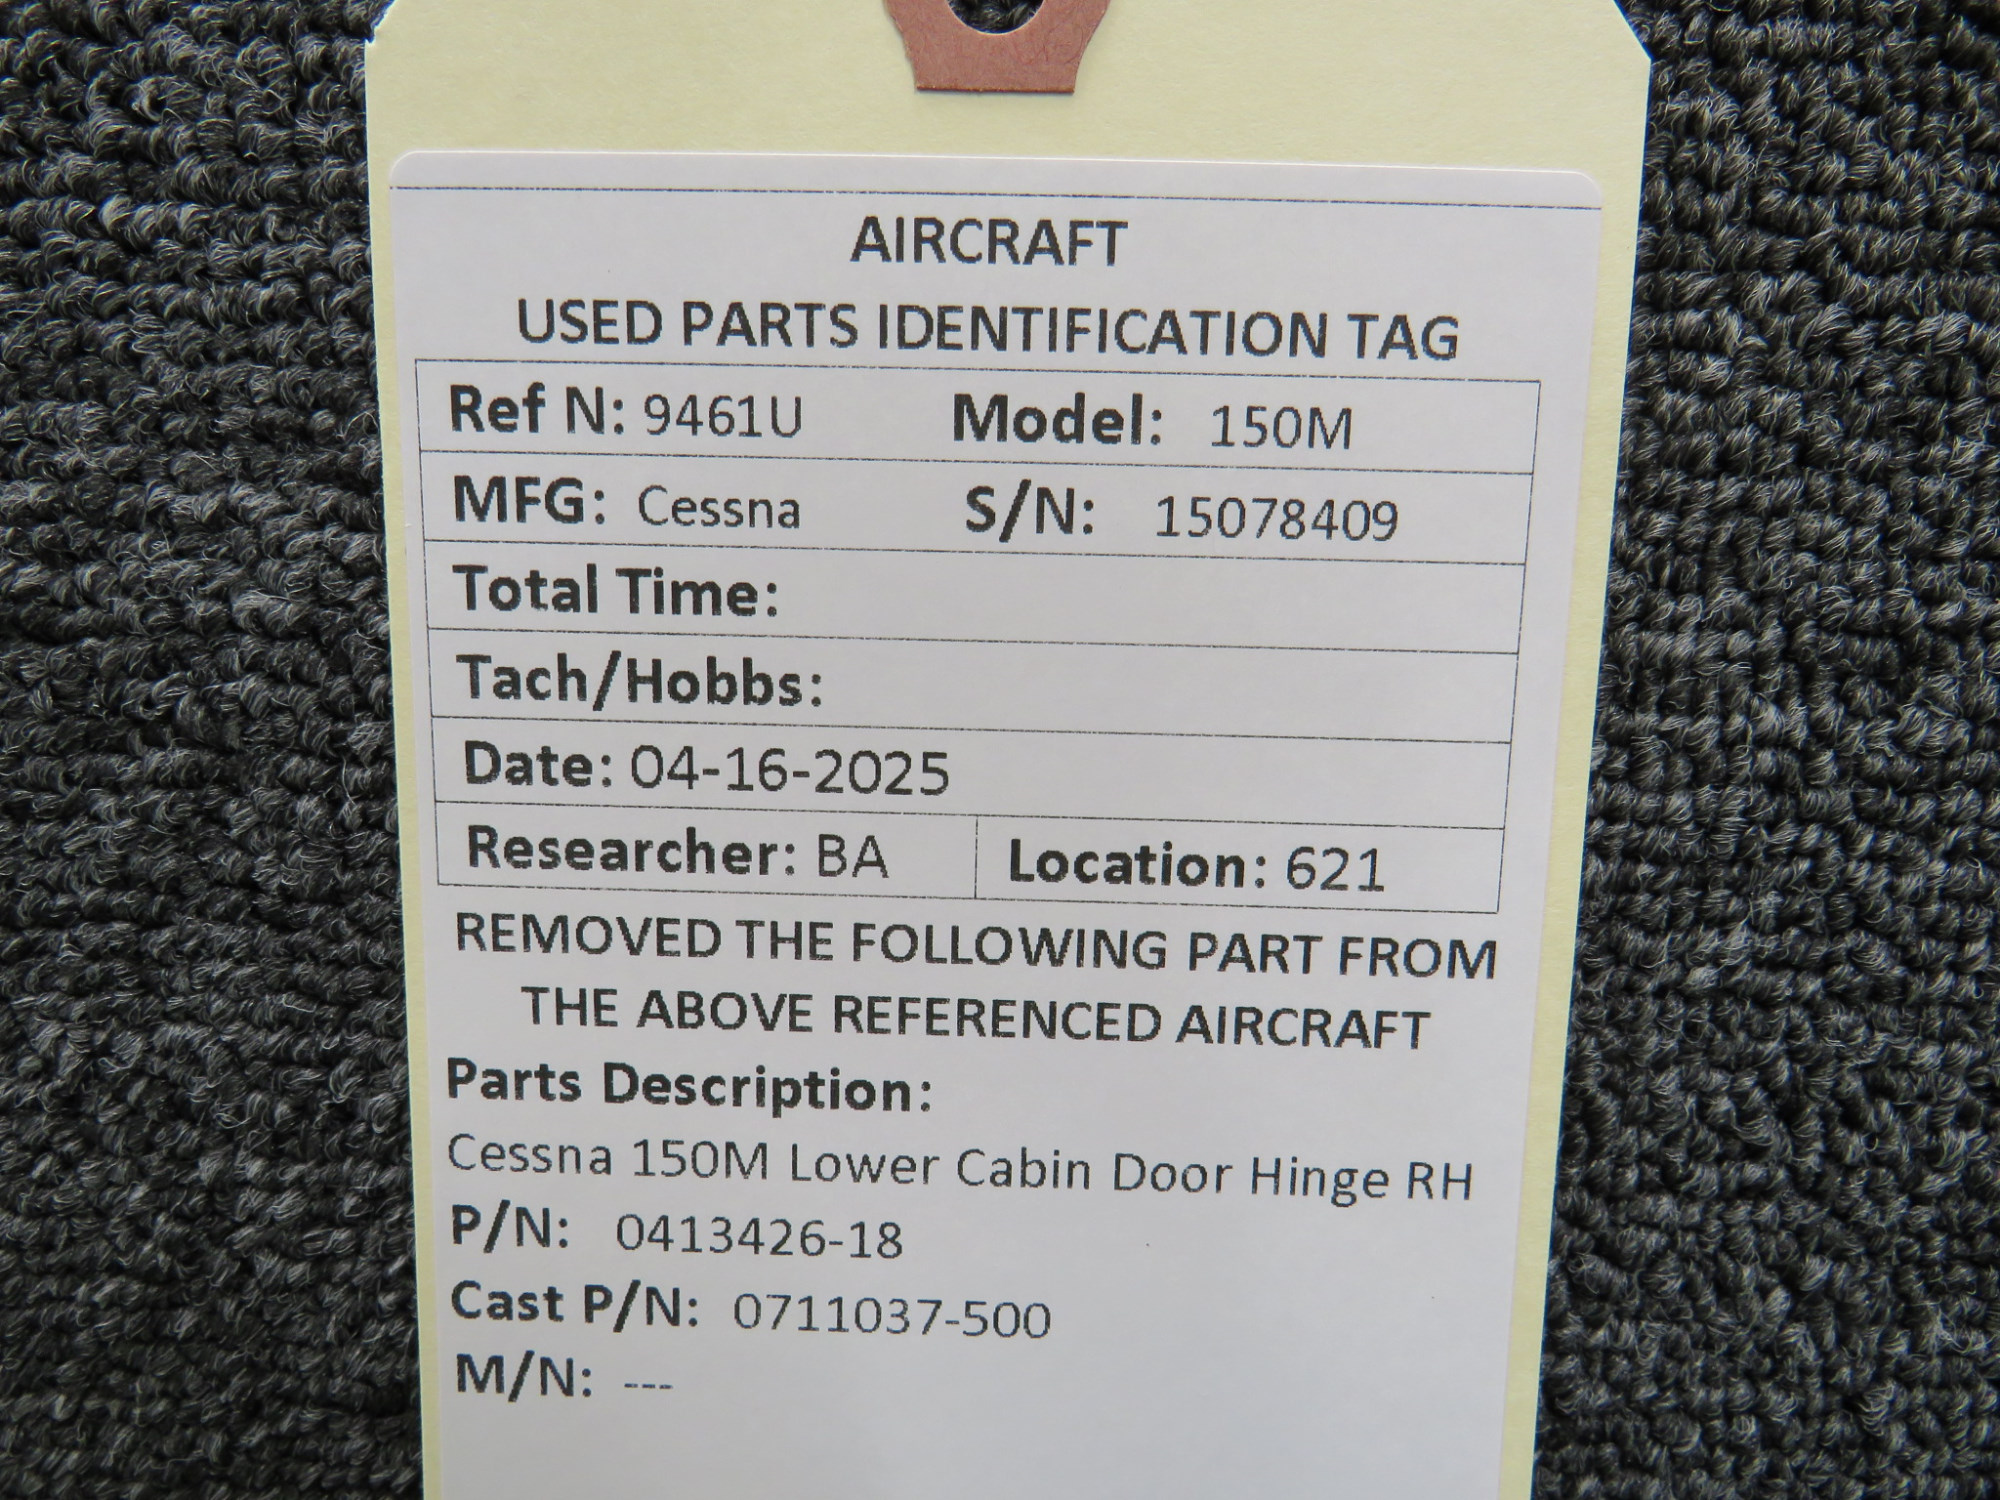 AIRCRAFT
USED PARTS IDENTIFICATION TAG
Ref N: 9461U Model: 150M
MFG: Cessna S/N: 15078409
Total Time:
Tach/Hobbs:
Date: 04-16-2025
Researcher: BA Location: 621
REMOVED THE FOLLOWING PART FROM
THE ABOVE REFERENCED AIRCRAFT
Parts Description:
Cessna 150M Lower Cabin Door Hinge RH
P/N: 0413426-18
Cast P/N: 0711037-500
M/N: ---